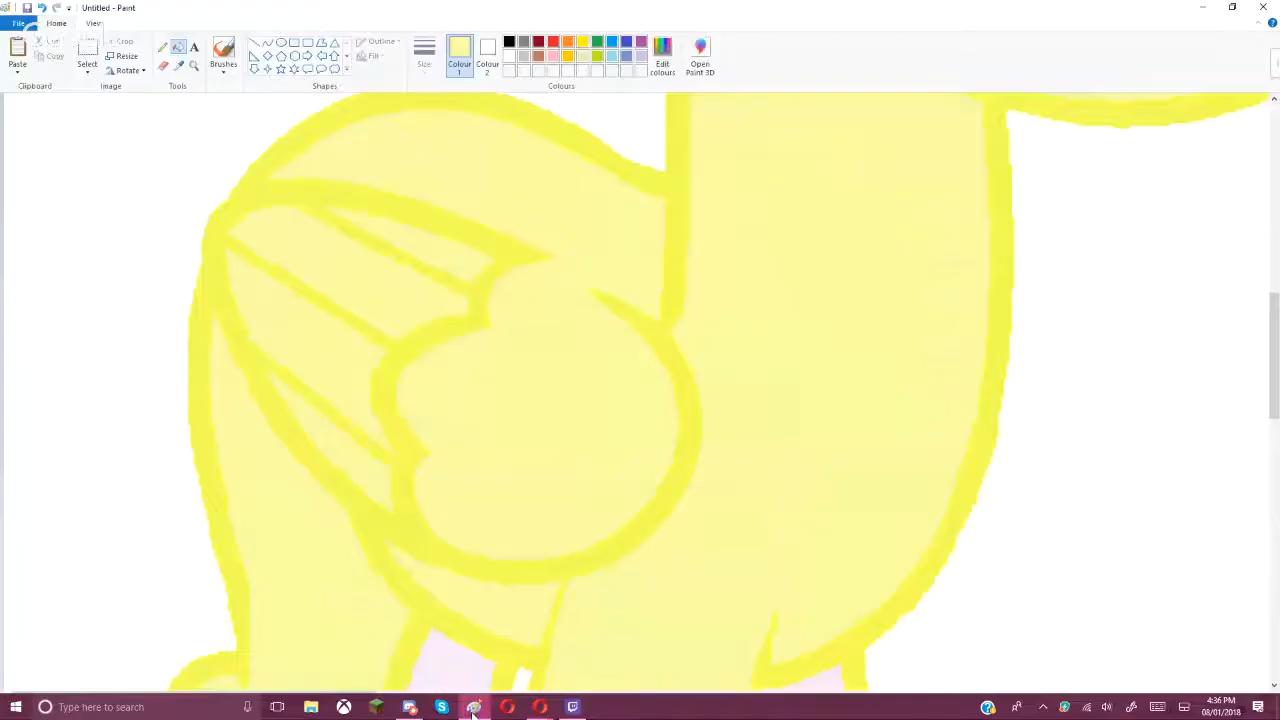 Untitled - Paint
File
Home
View
Paste
Cut
Copy
Clipboard
Select
Crop
Resize
Rotate
Image
Tools
Brushes
Shapes
Outline
Fill
Size
Colour
1
Colour
2
Edit
colours
Open
Paint 3D
Colours
Type here to search
4:36 PM
08/01/2018